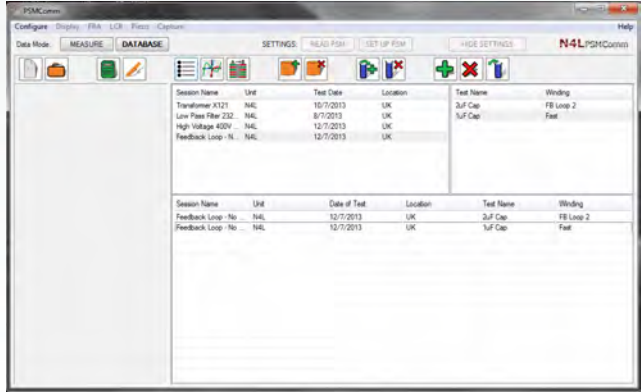 PSMComm
Configure Display FRA LCR Piezo Capture Help
Data Mode: MEASURE DATABASE SETTINGS: READ PSM SET UP PSM HIDE SETTINGS N4L PSMComm
Session Name Unit Test Date Location Test Name Winding
Transformer X121 N4L 10/7/2013 UK 2uF Cap FB Loop 2
Low Pass Filter 232... N4L 8/7/2013 UK 1uF Cap Fast
High Voltage 400V ... N4L 12/7/2013 UK
Feedback Loop - N... N4L 12/7/2013 UK
Session Name Unit Date of Test Location Test Name Winding
Feedback Loop - No ... N4L 12/7/2013 UK 2uF Cap FB Loop 2
Feedback Loop - No ... N4L 12/7/2013 UK 1uF Cap Fast